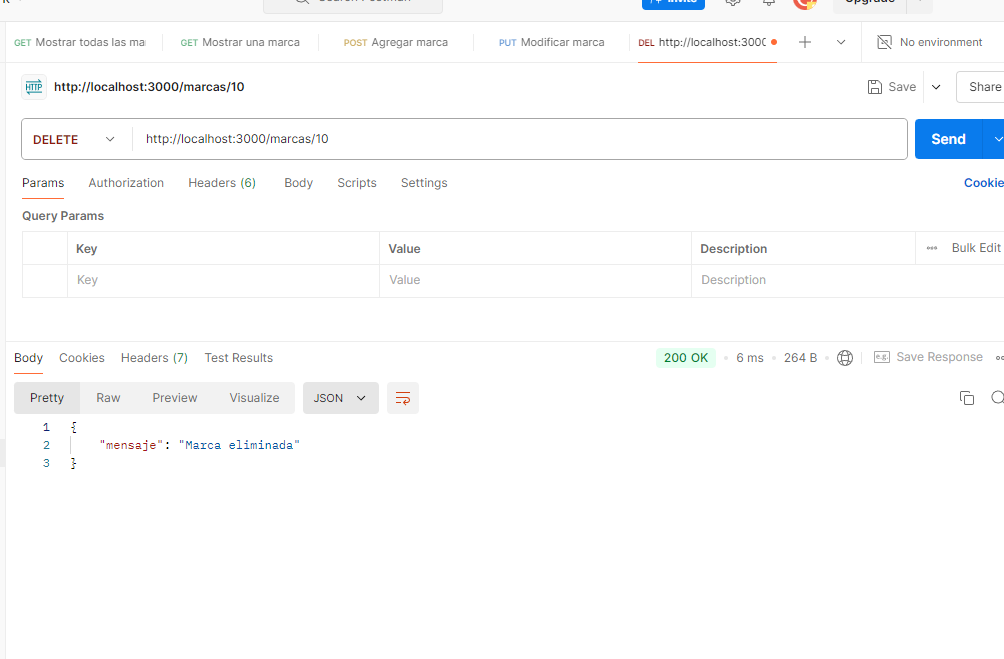 Invite
Upgrade
GET Mostrar todas las ma
GET Mostrar una marca
POST Agregar marca
PUT Modificar marca
DEL http://localhost:300
No environment
HTTP http://localhost:3000/marcas/10
Save
Share
DELETE
http://localhost:3000/marcas/10
Send
Params
Authorization
Headers (6)
Body
Scripts
Settings
Cookie
Query Params
Key
Value
Description
Bulk Edit
Key
Value
Description
Body
Cookies
Headers (7)
Test Results
200 OK
6 ms
264 B
e.g.
Save Response
Pretty
Raw
Preview
Visualize
JSON
1 {
2 "mensaje": "Marca eliminada"
3 }